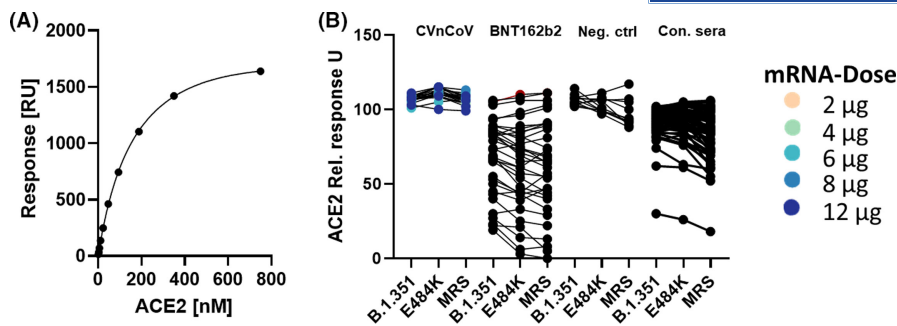 (A)
2000
1500
1000
500
0
Response [RU]
0 200 400 600 800
ACE2 [nM]
(B)
CVnCoV BNT162b2 Neg. ctrl Con. sera
150
100
50
0
ACE2 Rel. response U
B.1.351 E484K MRS B.1.351 E484K MRS B.1.351 E484K MRS B.1.351 E484K MRS
mRNA-Dose
2 µg
4 µg
6 µg
8 µg
12 µg